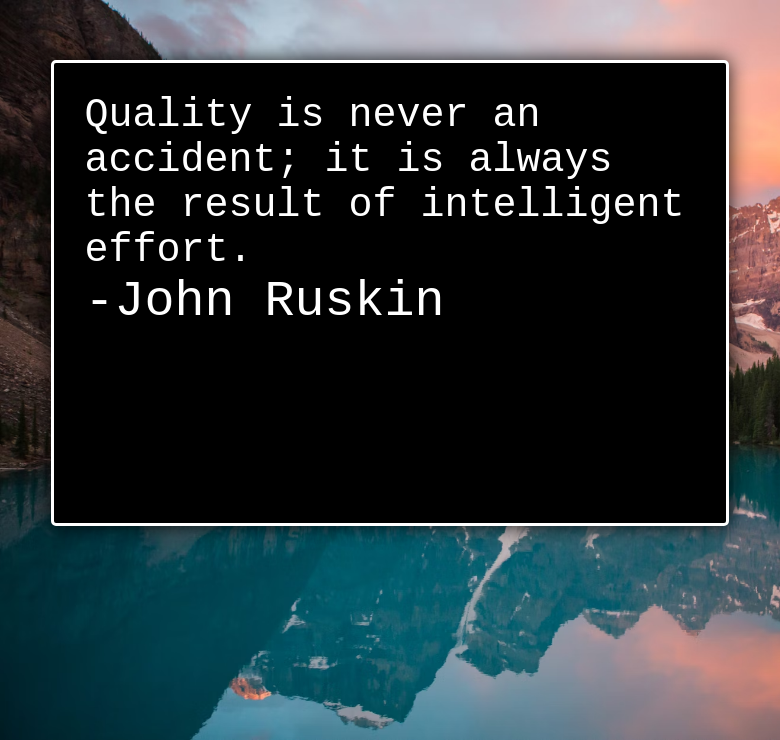 Quality is never an
accident; it is always
the result of intelligent
effort.
-John Ruskin